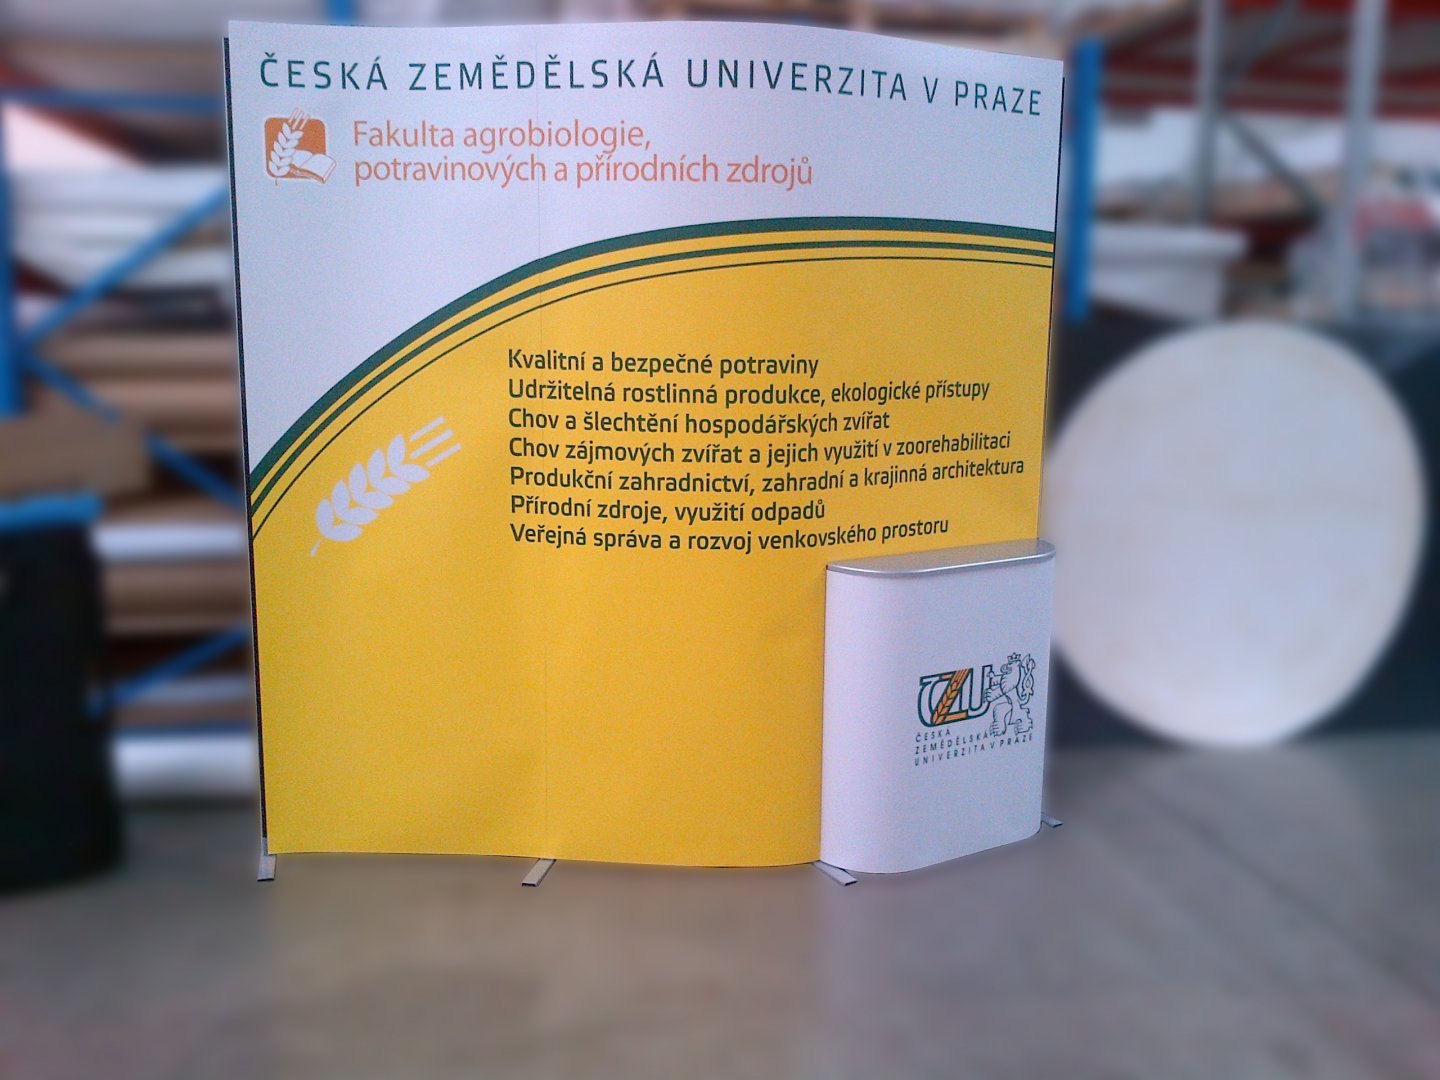 ČESKÁ ZEMĚDĚLSKÁ UNIVERZITA V PRAZE
Fakulta agrobiologie,
potravinových a přírodních zdrojů
Kvalitní a bezpečné potraviny
Udržitelná rostlinná produkce, ekologické přístupy
Chov a šlechtění hospodářských zvířat
Chov zájmových zvířat a jejich využití v zoorehabilitaci
Produkční zahradnictví, zahradní a krajinná architektura
Přírodní zdroje, využití odpadů
Veřejná správa a rozvoj venkovského prostoru
ČZU
ČESKÁ
ZEMĚDĚLSKÁ
UNIVERZITA V PRAZE